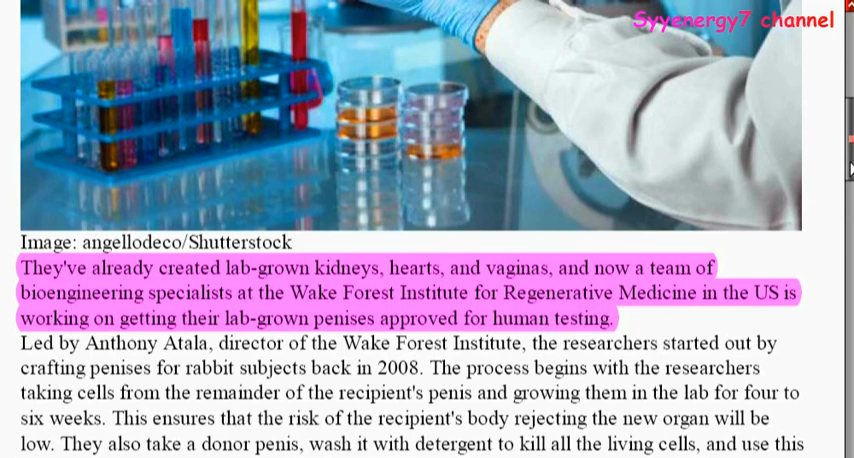 Syyenergy7 channel
Image: angellodeco/Shutterstock
They've already created lab-grown kidneys, hearts, and vaginas, and now a team of
bioengineering specialists at the Wake Forest Institute for Regenerative Medicine in the US is
working on getting their lab-grown penises approved for human testing.
Led by Anthony Atala, director of the Wake Forest Institute, the researchers started out by
crafting penises for rabbit subjects back in 2008. The process begins with the researchers
taking cells from the remainder of the recipient's penis and growing them in the lab for four to
six weeks. This ensures that the risk of the recipient's body rejecting the new organ will be
low. They also take a donor penis, wash it with detergent to kill all the living cells, and use this